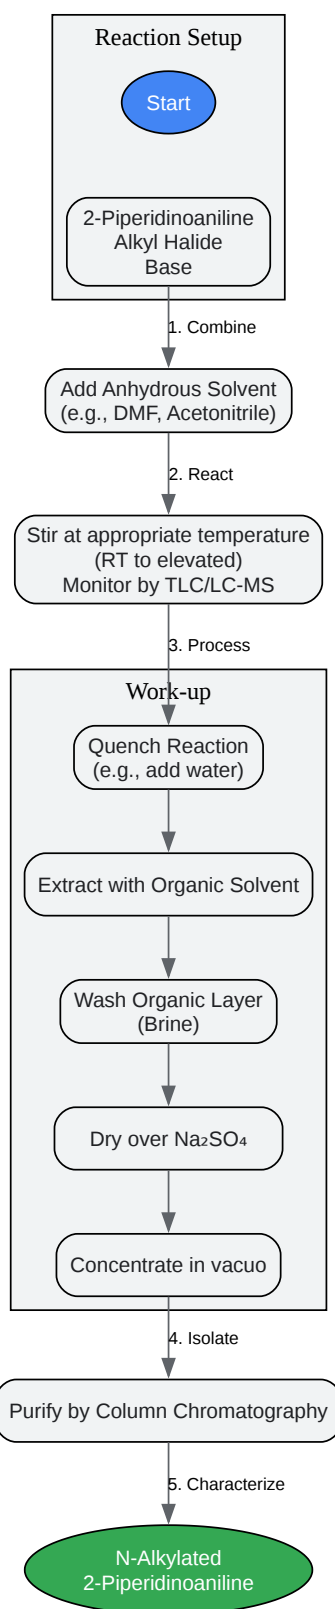 Reaction Setup
Start
2-Piperidinoaniline
Alkyl Halide
Base
1. Combine
Add Anhydrous Solvent
(e.g., DMF, Acetonitrile)
2. React
Stir at appropriate temperature
(RT to elevated)
Monitor by TLC/LC-MS
3. Process
Work-up
Quench Reaction
(e.g., add water)
Extract with Organic Solvent
Wash Organic Layer
(Brine)
Dry over Na₂SO₄
Concentrate in vacuo
4. Isolate
Purify by Column Chromatography
5. Characterize
N-Alkylated
2-Piperidinoaniline